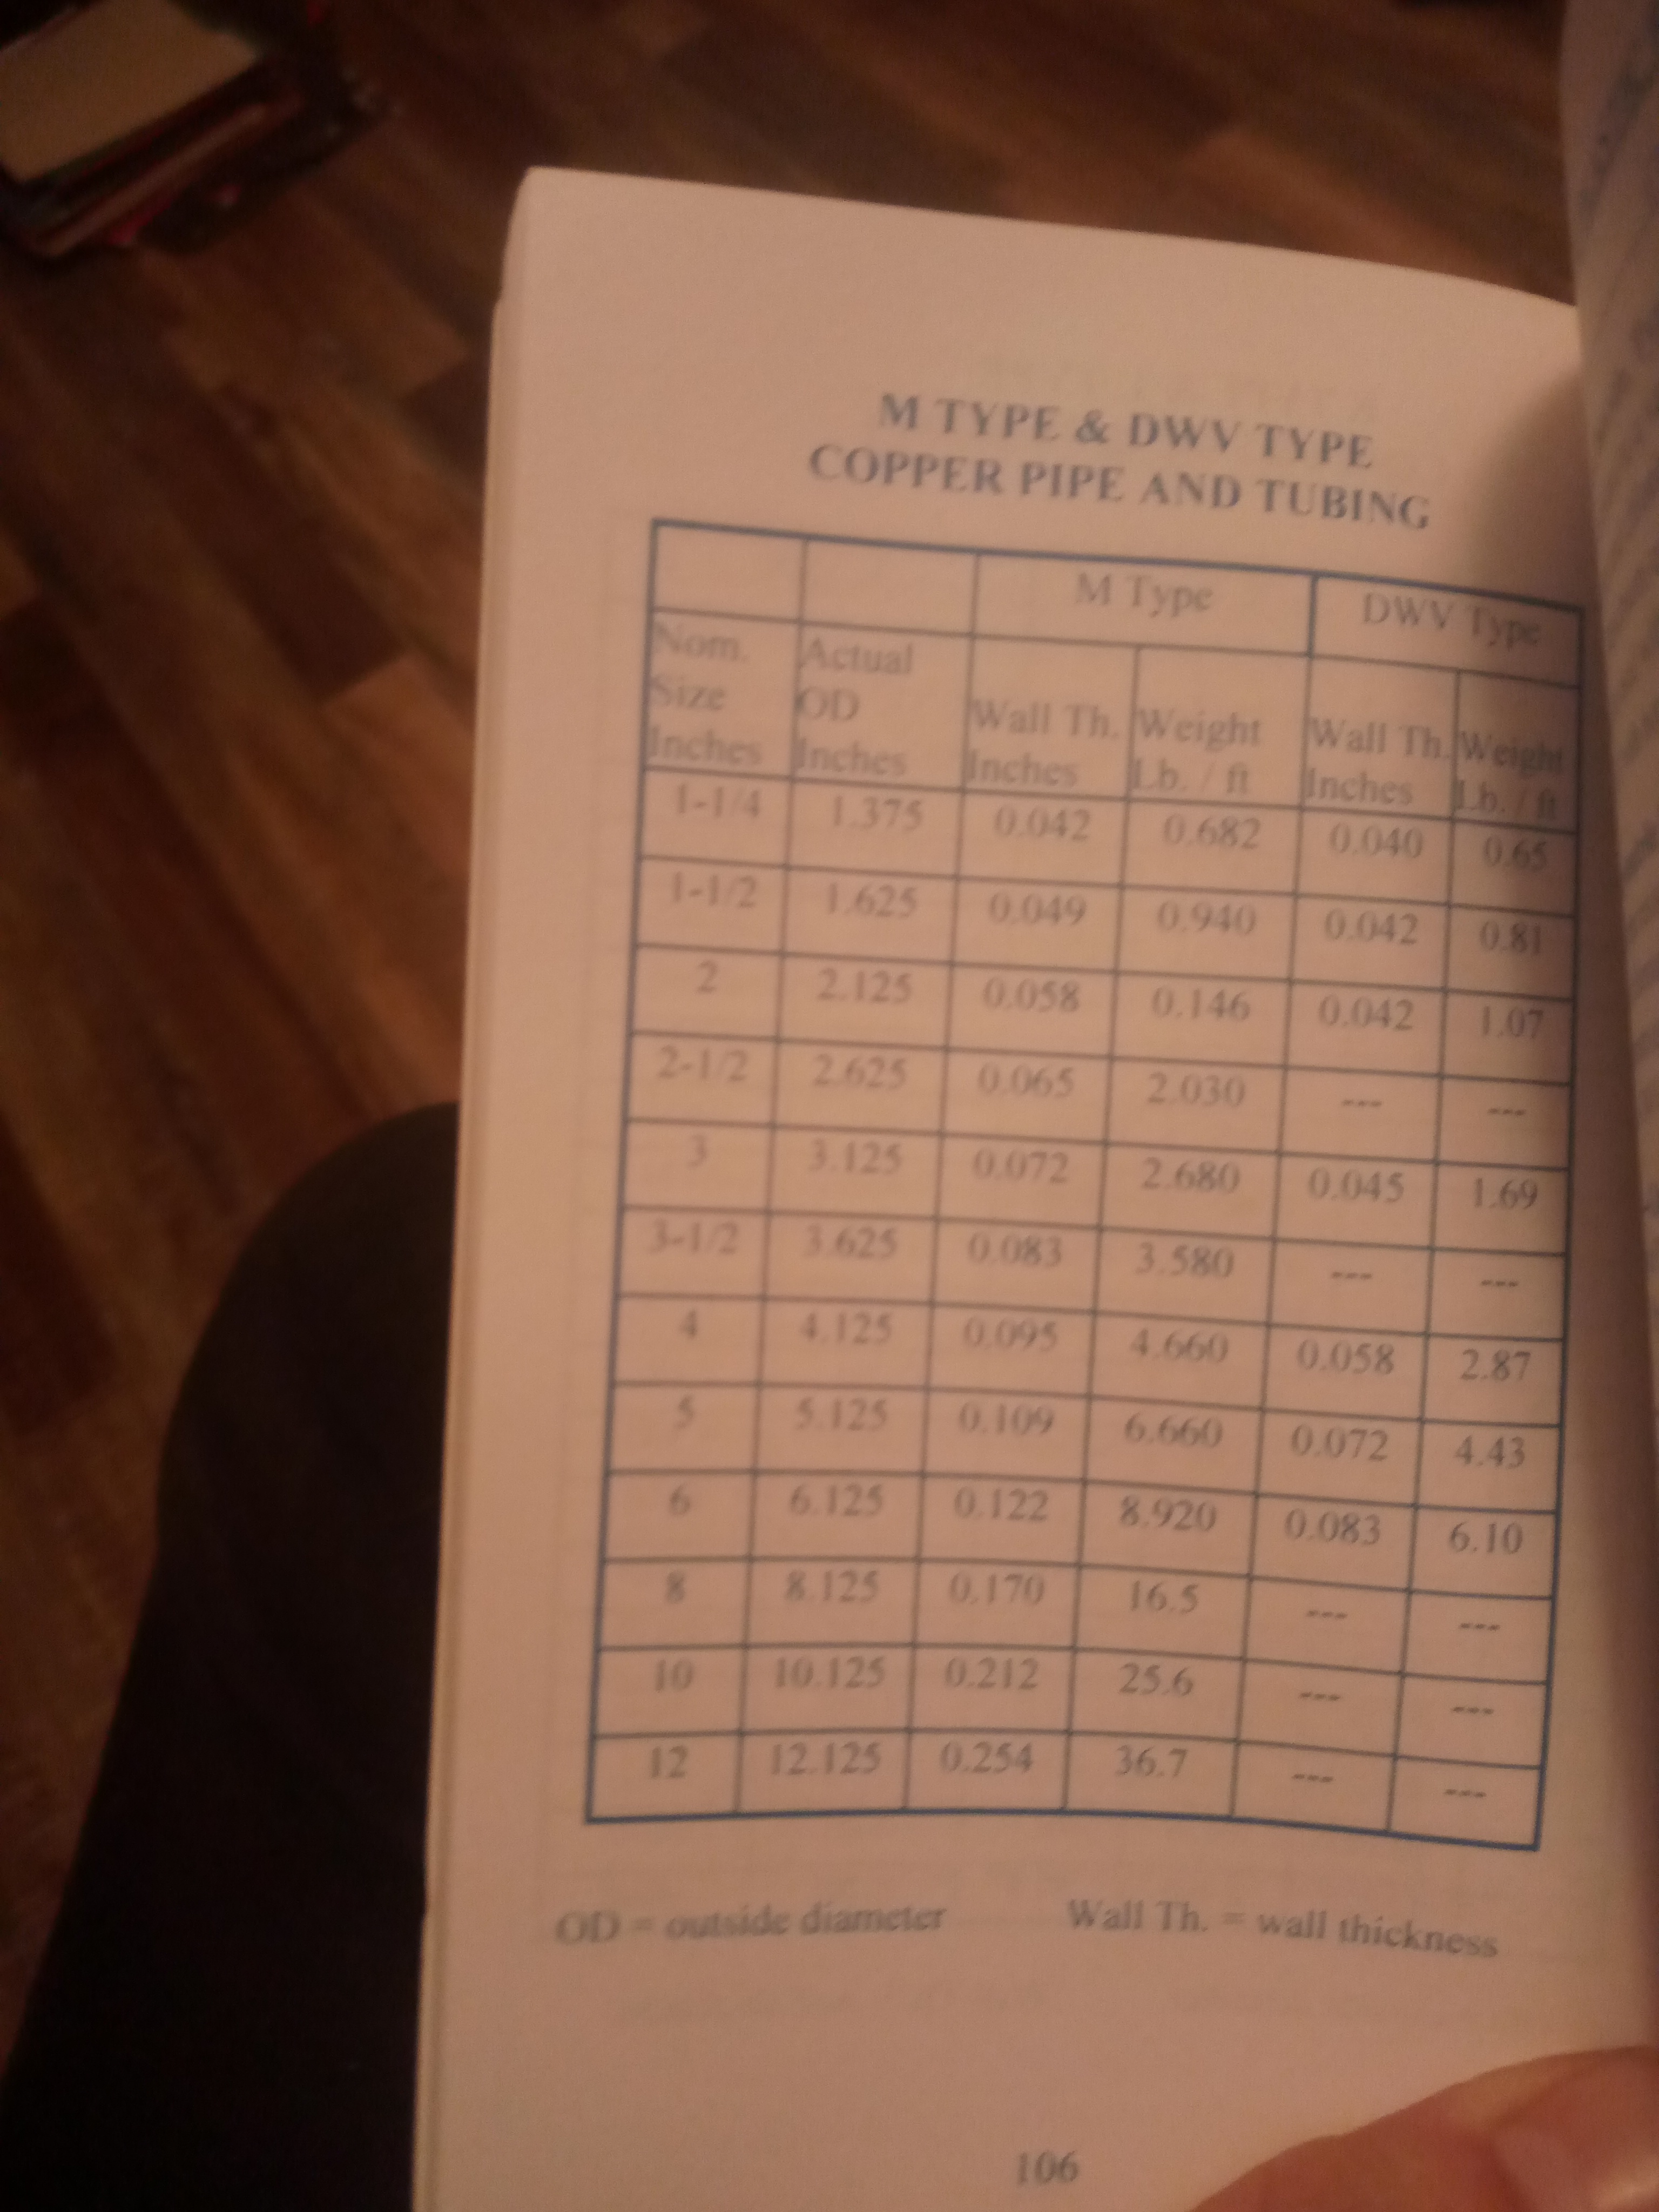 M TYPE & DWV TYPE
COPPER PIPE AND TUBING
M Type DWV Type
Nom. Size Inches Actual OD Inches Wall Th. Inches Weight Lb. / ft Wall Th. Inches Weight Lb. / ft
1-1/4 1.375 0.042 0.682 0.040 0.65
1-1/2 1.625 0.049 0.940 0.042 0.81
2 2.125 0.058 0.146 0.042 1.07
2-1/2 2.625 0.065 2.030 --- ---
3 3.125 0.072 2.680 0.045 1.69
3-1/2 3.625 0.083 3.580 --- ---
4 4.125 0.095 4.660 0.058 2.87
5 5.125 0.109 6.660 0.072 4.43
6 6.125 0.122 8.920 0.083 6.10
8 8.125 0.170 16.5 --- ---
10 10.125 0.212 25.6 --- ---
12 12.125 0.254 36.7 --- ---
OD = outside diameter Wall Th. = wall thickness
106